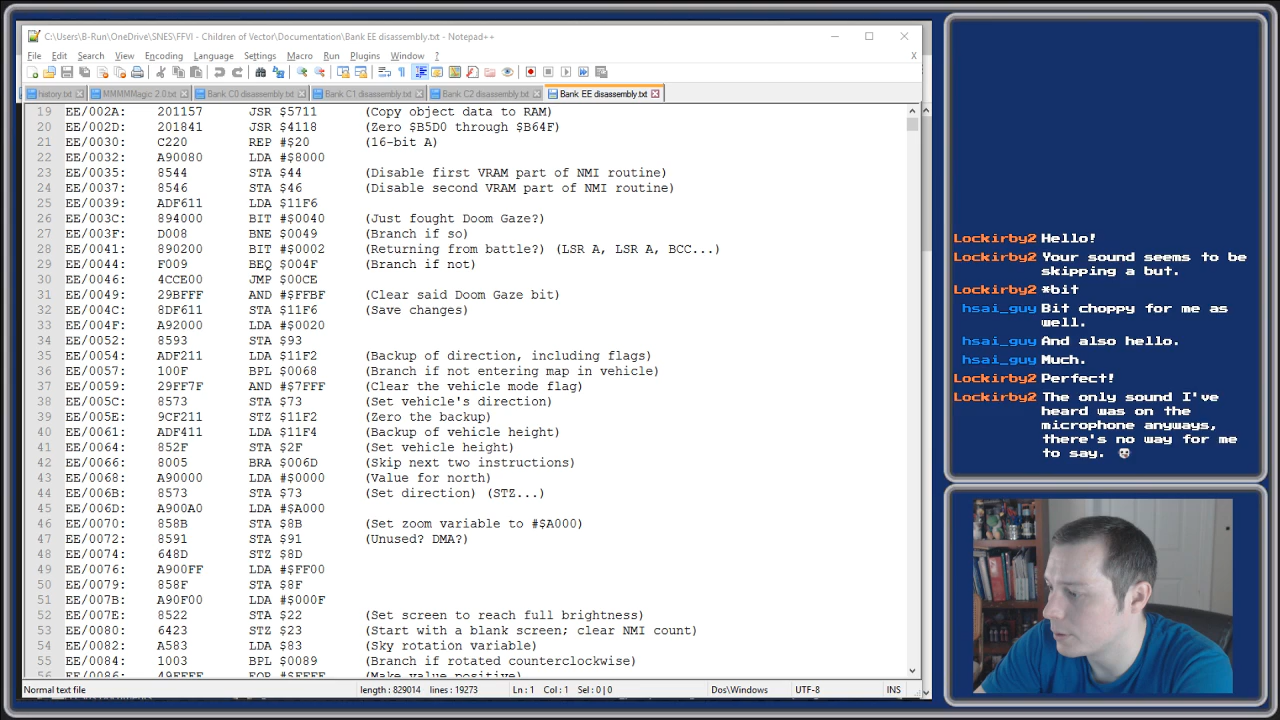 C:\Users\B-Run\OneDrive\SNES\FFVI - Children of Vector\Documentation\Bank EE disassembly.txt - Notepad++
File Edit Search View Encoding Language Settings Macro Run Plugins Window ?
X
history.txt MMMMMagic 2.0.txt Bank C0 disassembly.txt Bank C1 disassembly.txt Bank C2 disassembly.txt Bank EE disassembly.txt
19 EE/002A: 201157 JSR $5711 (Copy object data to RAM)
20 EE/002D: 201841 JSR $4118 (Zero $B5D0 through $B64F)
21 EE/0030: C220 REP #$20 (16-bit A)
22 EE/0032: A90080 LDA #$8000
23 EE/0035: 8544 STA $44 (Disable first VRAM part of NMI routine)
24 EE/0037: 8546 STA $46 (Disable second VRAM part of NMI routine)
25 EE/0039: ADF611 LDA $11F6
26 EE/003C: 894000 BIT #$0040 (Just fought Doom Gaze?)
27 EE/003F: D008 BNE $0049 (Branch if so)
28 EE/0041: 890200 BIT #$0002 (Returning from battle?) (LSR A, LSR A, BCC...)
29 EE/0044: F009 BEQ $004F (Branch if not)
30 EE/0046: 4CCE00 JMP $00CE
31 EE/0049: 29BFFF AND #$FFBF (Clear said Doom Gaze bit)
32 EE/004C: 8DF611 STA $11F6 (Save changes)
33 EE/004F: A92000 LDA #$0020
34 EE/0052: 8593 STA $93
35 EE/0054: ADF211 LDA $11F2 (Backup of direction, including flags)
36 EE/0057: 100F BPL $0068 (Branch if not entering map in vehicle)
37 EE/0059: 29FF7F AND #$7FFF (Clear the vehicle mode flag)
38 EE/005C: 8573 STA $73 (Set vehicle's direction)
39 EE/005E: 9CF211 STZ $11F2 (Zero the backup)
40 EE/0061: ADF411 LDA $11F4 (Backup of vehicle height)
41 EE/0064: 852F STA $2F (Set vehicle height)
42 EE/0066: 8005 BRA $006D (Skip next two instructions)
43 EE/0068: A90000 LDA #$0000 (Value for north)
44 EE/006B: 8573 STA $73 (Set direction) (STZ...)
45 EE/006D: A900A0 LDA #$A000
46 EE/0070: 858B STA $8B (Set zoom variable to #$A000)
47 EE/0072: 8591 STA $91 (Unused? DMA?)
48 EE/0074: 648D STZ $8D
49 EE/0076: A900FF LDA #$FF00
50 EE/0079: 858F STA $8F
51 EE/007B: A90F00 LDA #$000F
52 EE/007E: 8522 STA $22 (Set screen to reach full brightness)
53 EE/0080: 6423 STZ $23 (Start with a blank screen; clear NMI count)
54 EE/0082: A583 LDA $83 (Sky rotation variable)
55 EE/0084: 1003 BPL $0089 (Branch if rotated counterclockwise)
56 EE/0086: 49FFFF EOR #$FFFF (Make value positive)
Normal text file length : 829014 lines : 19273 Ln : 1 Col : 1 Sel : 0 | 0 Dos\Windows UTF-8 INS
Lockirby2 Hello!
Lockirby2 Your sound seems to be
skipping a but.
Lockirby2 *bit
hsai_guy Bit choppy for me as
well.
hsai_guy And also hello.
hsai_guy Much.
Lockirby2 Perfect!
Lockirby2 The only sound I've
heard was on the
microphone anyways,
there's no way for me
to say.